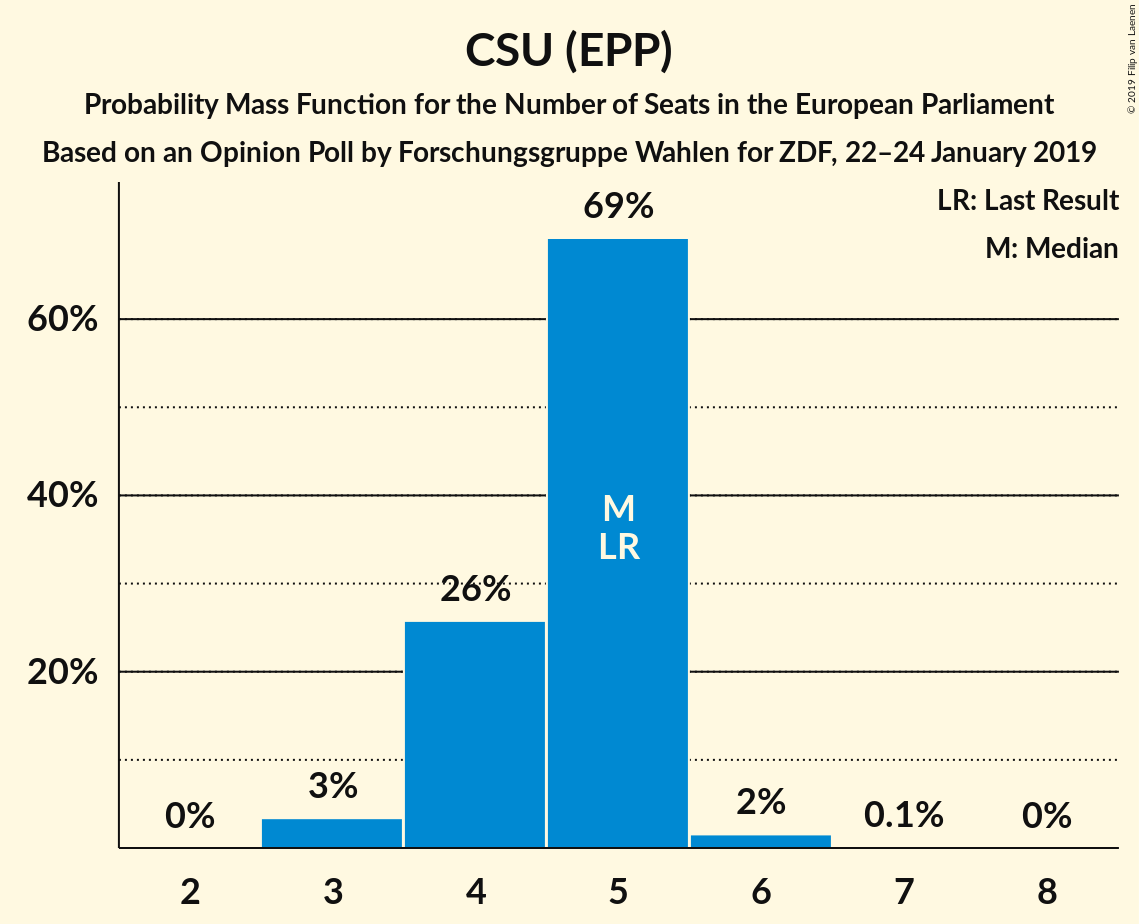 CSU (EPP)
Probability Mass Function for the Number of Seats in the European Parliament
Based on an Opinion Poll by Forschungsgruppe Wahlen for ZDF, 22–24 January 2019
© 2019 Filip van Laenen
LR: Last Result
M: Median
69%
60%
40%
M
LR
26%
20%
3%
0%
2%
0.1%
0%
2 3 4 5 6 7 8